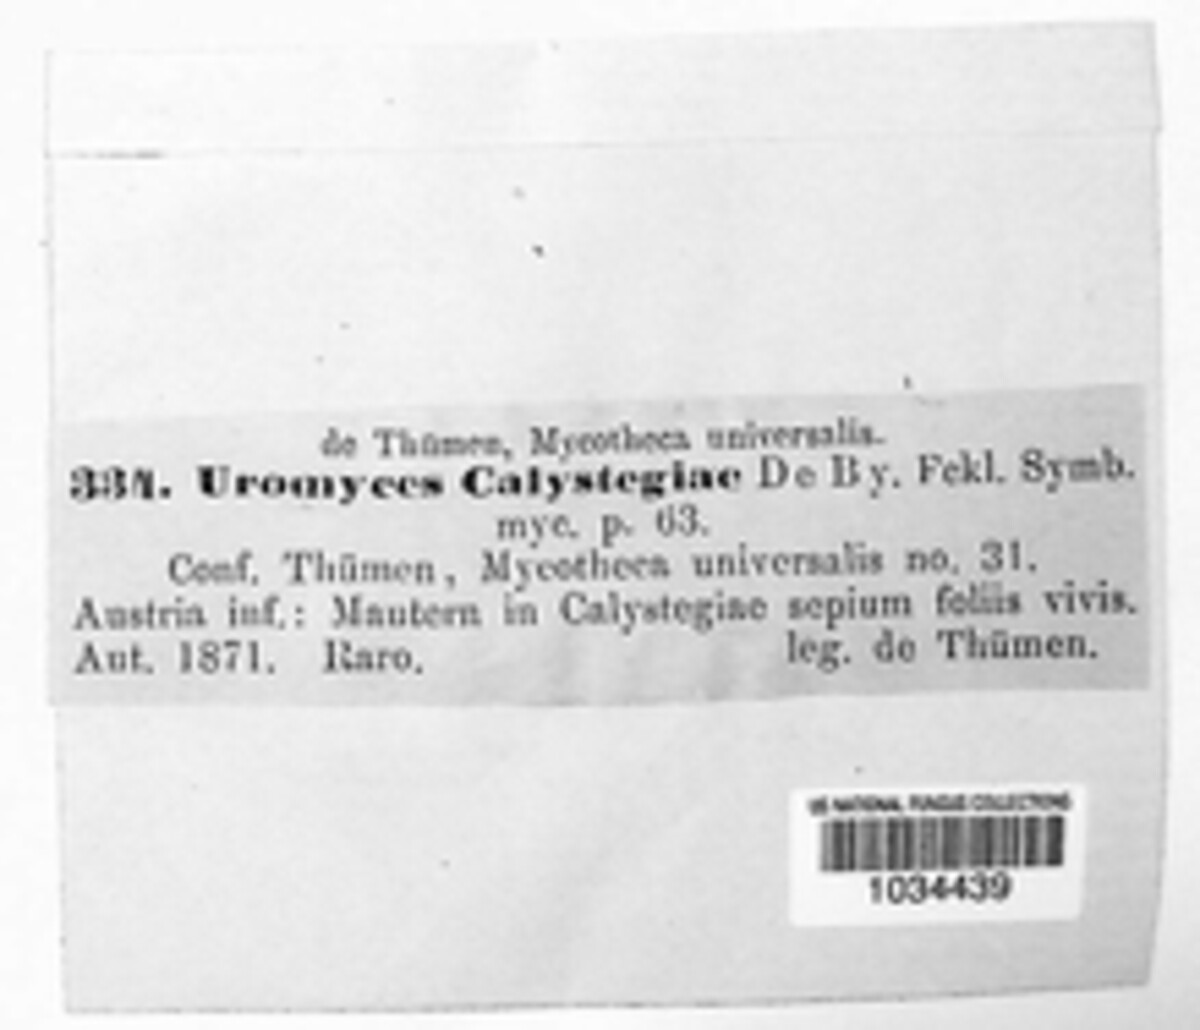 de Thümen, Mycotheca universalis.
334. Uromyces Calystegiae De By. Fckl. Symb.
myc. p. 63.
Conf. Thümen, Mycotheca universalis no. 31.
Austria inf.: Mautern in Calystegiae sepium foliis vivis.
Aut. 1871. Raro. leg. de Thümen.
US NATIONAL FUNGUS COLLECTIONS
1034439